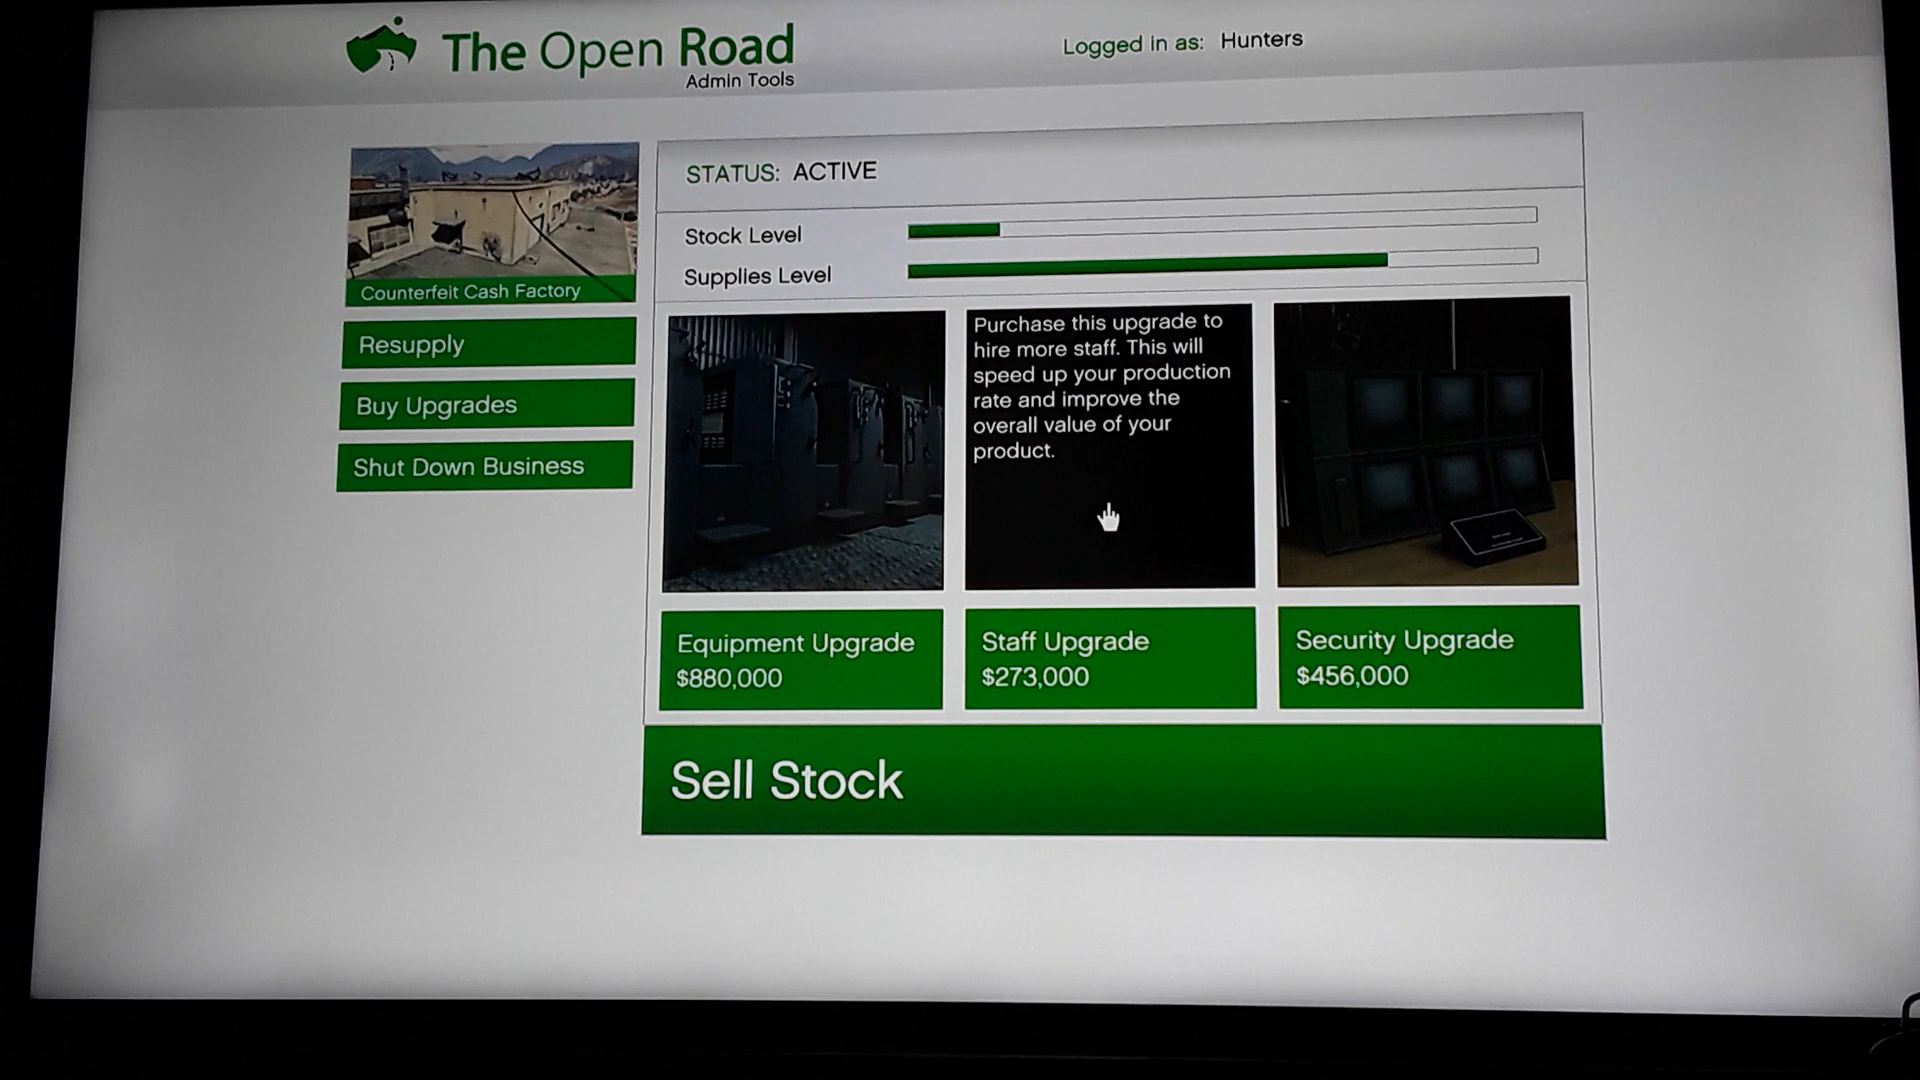 The Open Road
Admin Tools
Logged in as: Hunters
Counterfeit Cash Factory
Resupply
Buy Upgrades
Shut Down Business
STATUS: ACTIVE
Stock Level
Supplies Level
Purchase this upgrade to
hire more staff. This will
speed up your production
rate and improve the
overall value of your
product.
Equipment Upgrade
$880,000
Staff Upgrade
$273,000
Security Upgrade
$456,000
Sell Stock